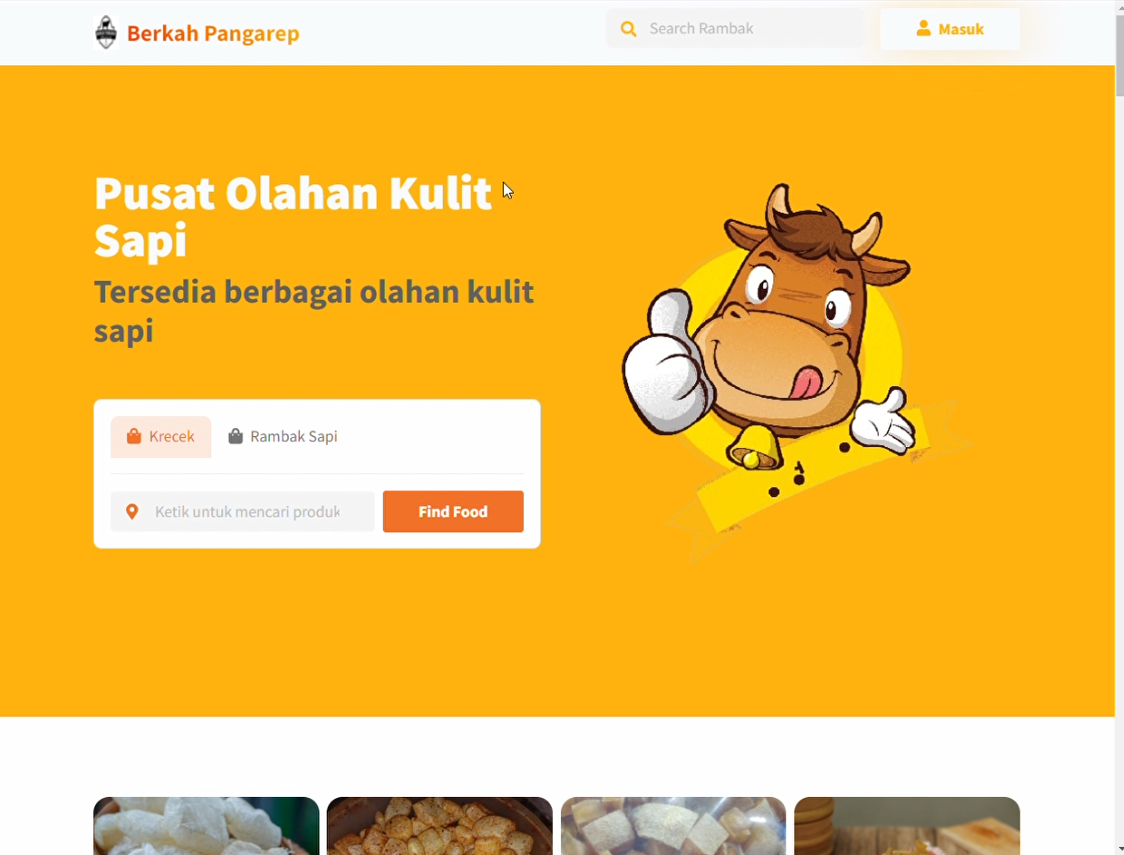 Berkah Pangarep
Search Rambak
Masuk
Pusat Olahan Kulit
Sapi
Tersedia berbagai olahan kulit
sapi
Krecek
Rambak Sapi
Ketik untuk mencari produk
Find Food